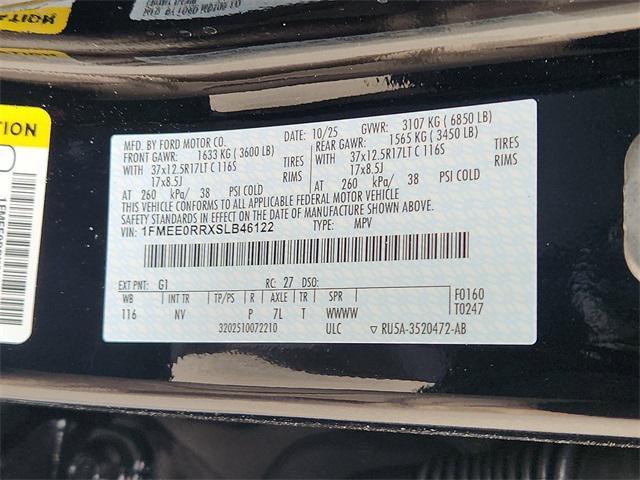 MFD. BY FORD MOTOR CO.
DATE: 10/25
GVWR: 3107 KG ( 6850 LB)
FRONT GAWR: 1633 KG ( 3600 LB)
REAR GAWR: 1565 KG ( 3450 LB)
WITH 37x12.5R17LT C 116S TIRES
WITH 37x12.5R17LT C 116S TIRES
17x8.5J RIMS
17x8.5J RIMS
AT 260 kPa/ 38 PSI COLD
AT 260 kPa/ 38 PSI COLD
THIS VEHICLE CONFORMS TO ALL APPLICABLE FEDERAL MOTOR VEHICLE
SAFETY STANDARDS IN EFFECT ON THE DATE OF MANUFACTURE SHOWN ABOVE.
VIN: 1FMEE0RRXSLB46122 TYPE: MPV
EXT PNT: G1 RC: 27 DSO:
WB INT TR TP/PS R AXLE TR SPR F0160
116 NV P 7L T WWWW T0247
3202510072210 ULC ▽ RU5A-3520472-AB